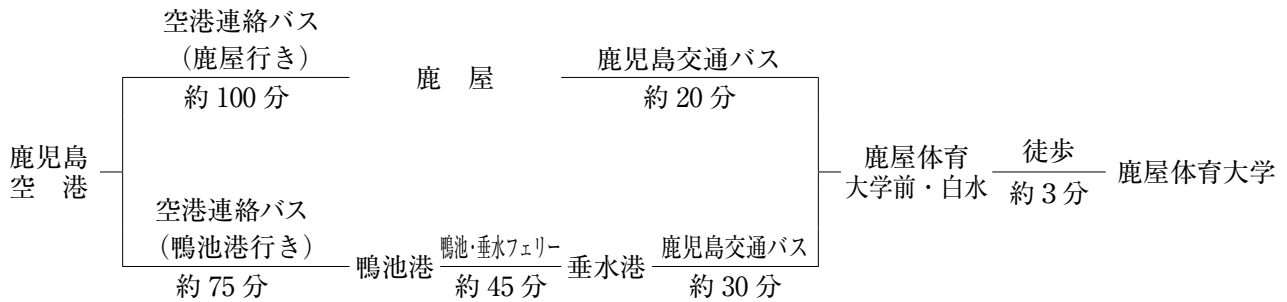 空港連絡バス
(鹿屋行き)
約 100 分
鹿 屋
鹿児島交通バス
約 20 分
鹿児島
空 港
空港連絡バス
(鴨池港行き)
約 75 分
鴨池港
鴨池・垂水フェリー
約 45 分
垂水港
鹿児島交通バス
約 30 分
鹿屋体育
大学前・白水
徒歩
約 3 分
鹿屋体育大学